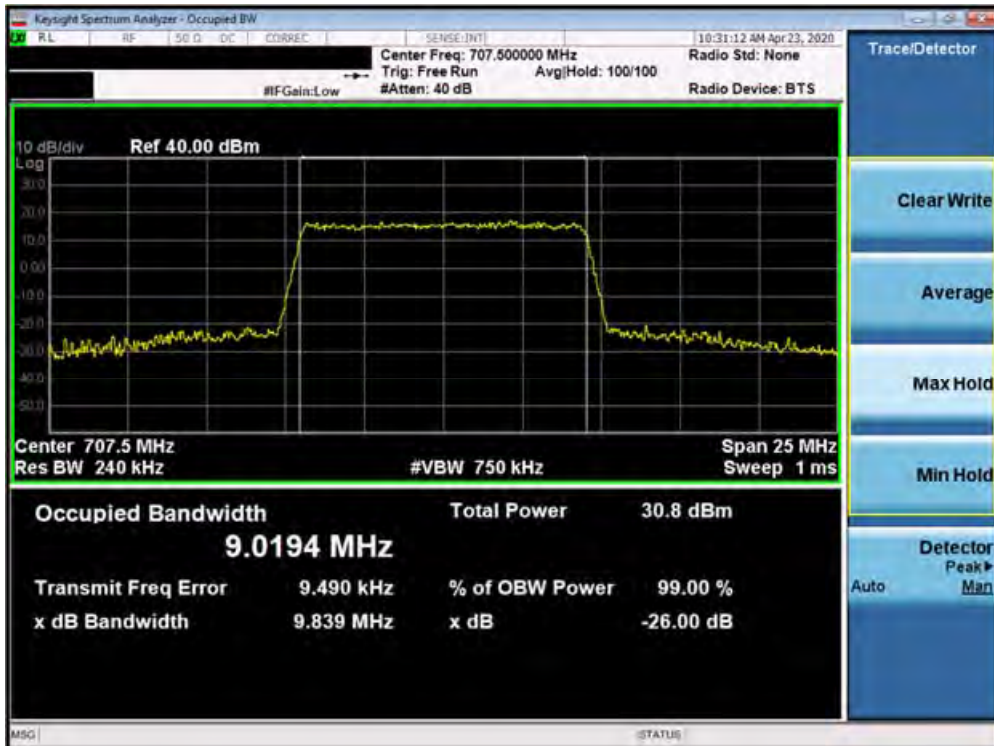 Keysight Spectrum Analyzer - Occupied BW
RL RF 50 Ω DC CORREC SENSE:INT 10:31:12 AM Apr 23, 2020
Center Freq: 707.500000 MHz Radio Std: None
Trig: Free Run Avg|Hold: 100/100
#IFGain:Low #Atten: 40 dB Radio Device: BTS
Trace/Detector
10 dB/div Ref 40.00 dBm
Log
30.0
20.0
10.0
0.00
-10.0
-20.0
-30.0
-40.0
-50.0
Center 707.5 MHz Span 25 MHz
Res BW 240 kHz #VBW 750 kHz Sweep 1 ms
Occupied Bandwidth Total Power 30.8 dBm
9.0194 MHz
Transmit Freq Error 9.490 kHz % of OBW Power 99.00 %
x dB Bandwidth 9.839 MHz x dB -26.00 dB
Clear Write
Average
Max Hold
Min Hold
Detector
Peak▶
Auto Man
MSG STATUS